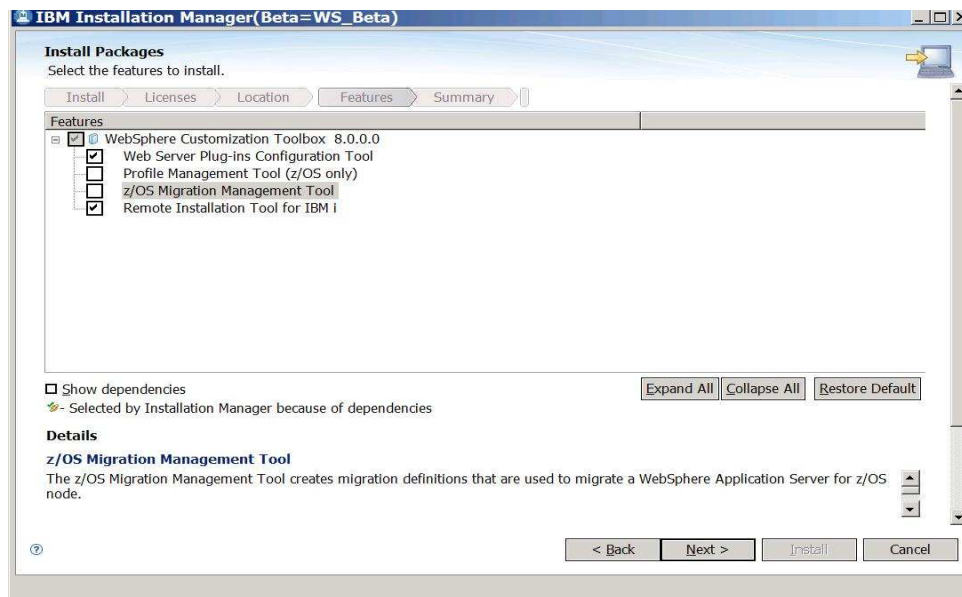 IBM Installation Manager(Beta=WS_Beta)
Install Packages
Select the features to install.
Install Licenses Location Features Summary
Features
WebSphere Customization Toolbox 8.0.0.0
Web Server Plug-ins Configuration Tool
Profile Management Tool (z/OS only)
z/OS Migration Management Tool
Remote Installation Tool for IBM i
Show dependencies Expand All Collapse All Restore Default
- Selected by Installation Manager because of dependencies
Details
z/OS Migration Management Tool
The z/OS Migration Management Tool creates migration definitions that are used to migrate a WebSphere Application Server for z/OS
node.
? < Back Next > Install Cancel